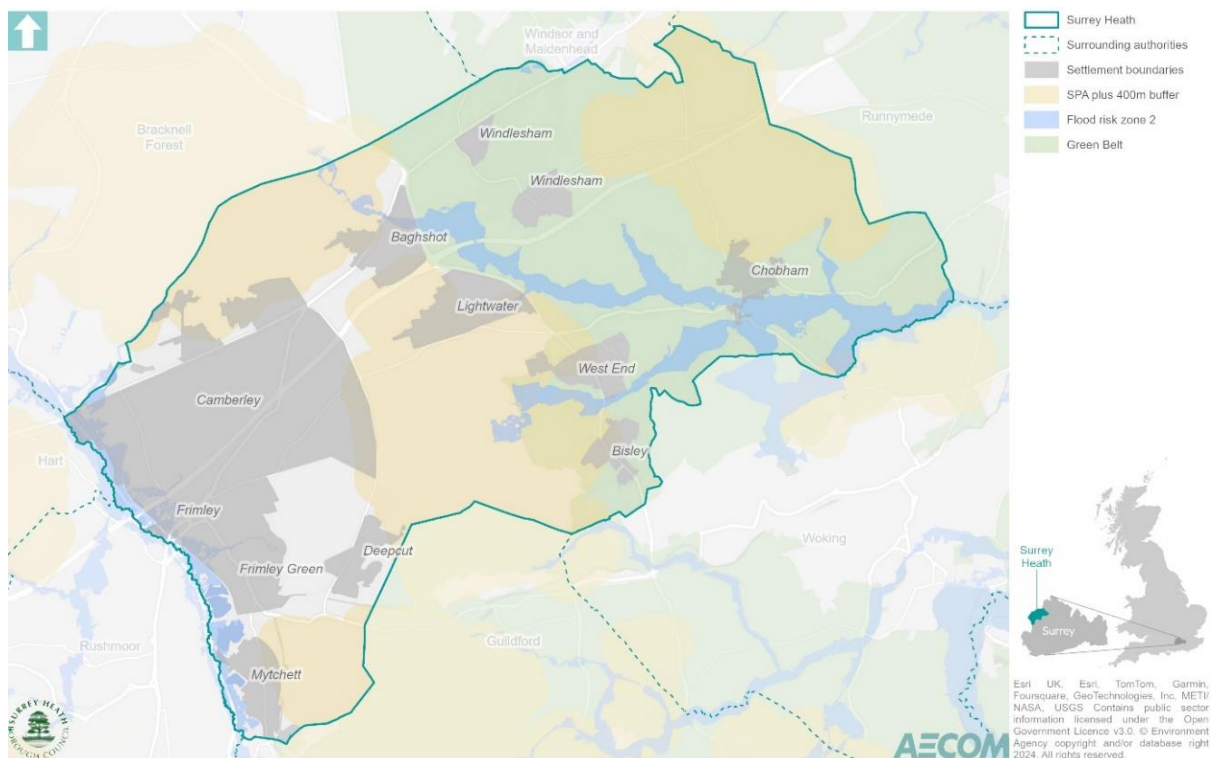 Windsor and
Maidenhead
Bracknell
Forest
Runnymede
Windlesham
Windlesham
Baghshot
Chobham
Lightwater
West End
Camberley
Bisley
Hart
Frimley
Deepcut
Frimley Green
Woking
Guildford
Rushmoor
Mytchett
SURREY HEATH
BOROUGH COUNCIL
AECOM
Surrey Heath
Surrounding authorities
Settlement boundaries
SPA plus 400m buffer
Flood risk zone 2
Green Belt
Surrey
Heath
Surrey
Esri UK, Esri, TomTom, Garmin,
Foursquare, GeoTechnologies, Inc, METI/
NASA, USGS Contains public sector
information licensed under the Open
Government Licence v3.0. © Environment
Agency copyright and/or database right
2024. All rights reserved.